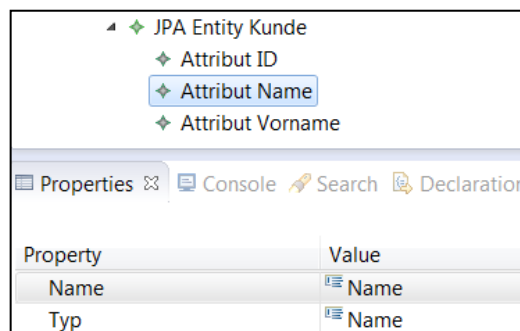 JPA Entity Kunde
Attribut ID
Attribut Name
Attribut Vorname
Properties Console Search Declaration
Property Value
Name Name
Typ Name